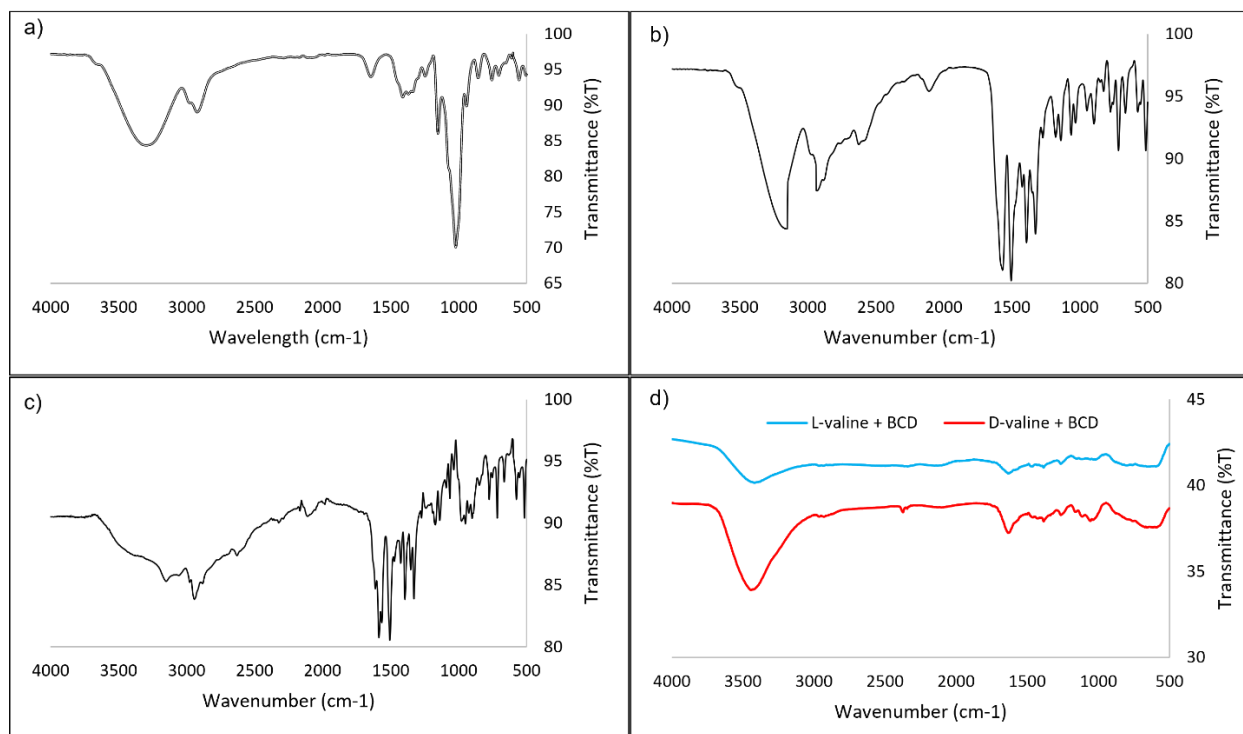 a)
100
95
90
85
80
75
70
65
Transmittance (%T)
4000 3500 3000 2500 2000 1500 1000 500
Wavelength (cm-1)
b)
100
95
90
85
80
Transmittance (%T)
4000 3500 3000 2500 2000 1500 1000 500
Wavenumber (cm-1)
c)
100
95
90
85
80
Transmittance (%T)
4000 3500 3000 2500 2000 1500 1000 500
Wavenumber (cm-1)
d)
L-valine + BCD D-valine + BCD
45
40
35
30
Transmittance (%T)
4000 3500 3000 2500 2000 1500 1000 500
Wavenumber (cm-1)